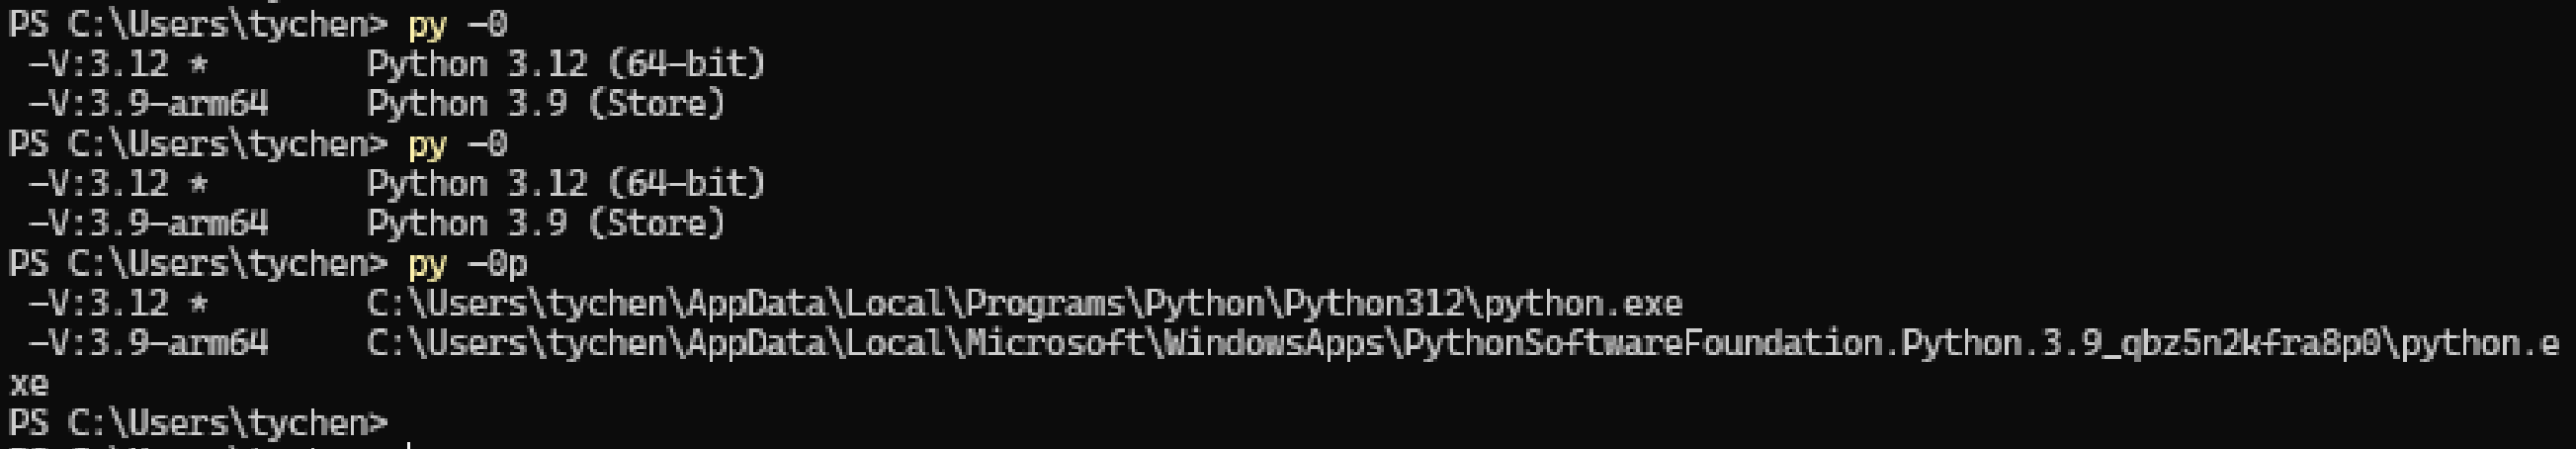 PS C:\Users\tychen> py -0
 -V:3.12 *        Python 3.12 (64-bit)
 -V:3.9-arm64     Python 3.9 (Store)
PS C:\Users\tychen> py -0
 -V:3.12 *        Python 3.12 (64-bit)
 -V:3.9-arm64     Python 3.9 (Store)
PS C:\Users\tychen> py -0p
 -V:3.12 *        C:\Users\tychen\AppData\Local\Programs\Python\Python312\python.exe
 -V:3.9-arm64     C:\Users\tychen\AppData\Local\Microsoft\WindowsApps\PythonSoftwareFoundation.Python.3.9_qbz5n2kfra8p0\python.e
xe
PS C:\Users\tychen>